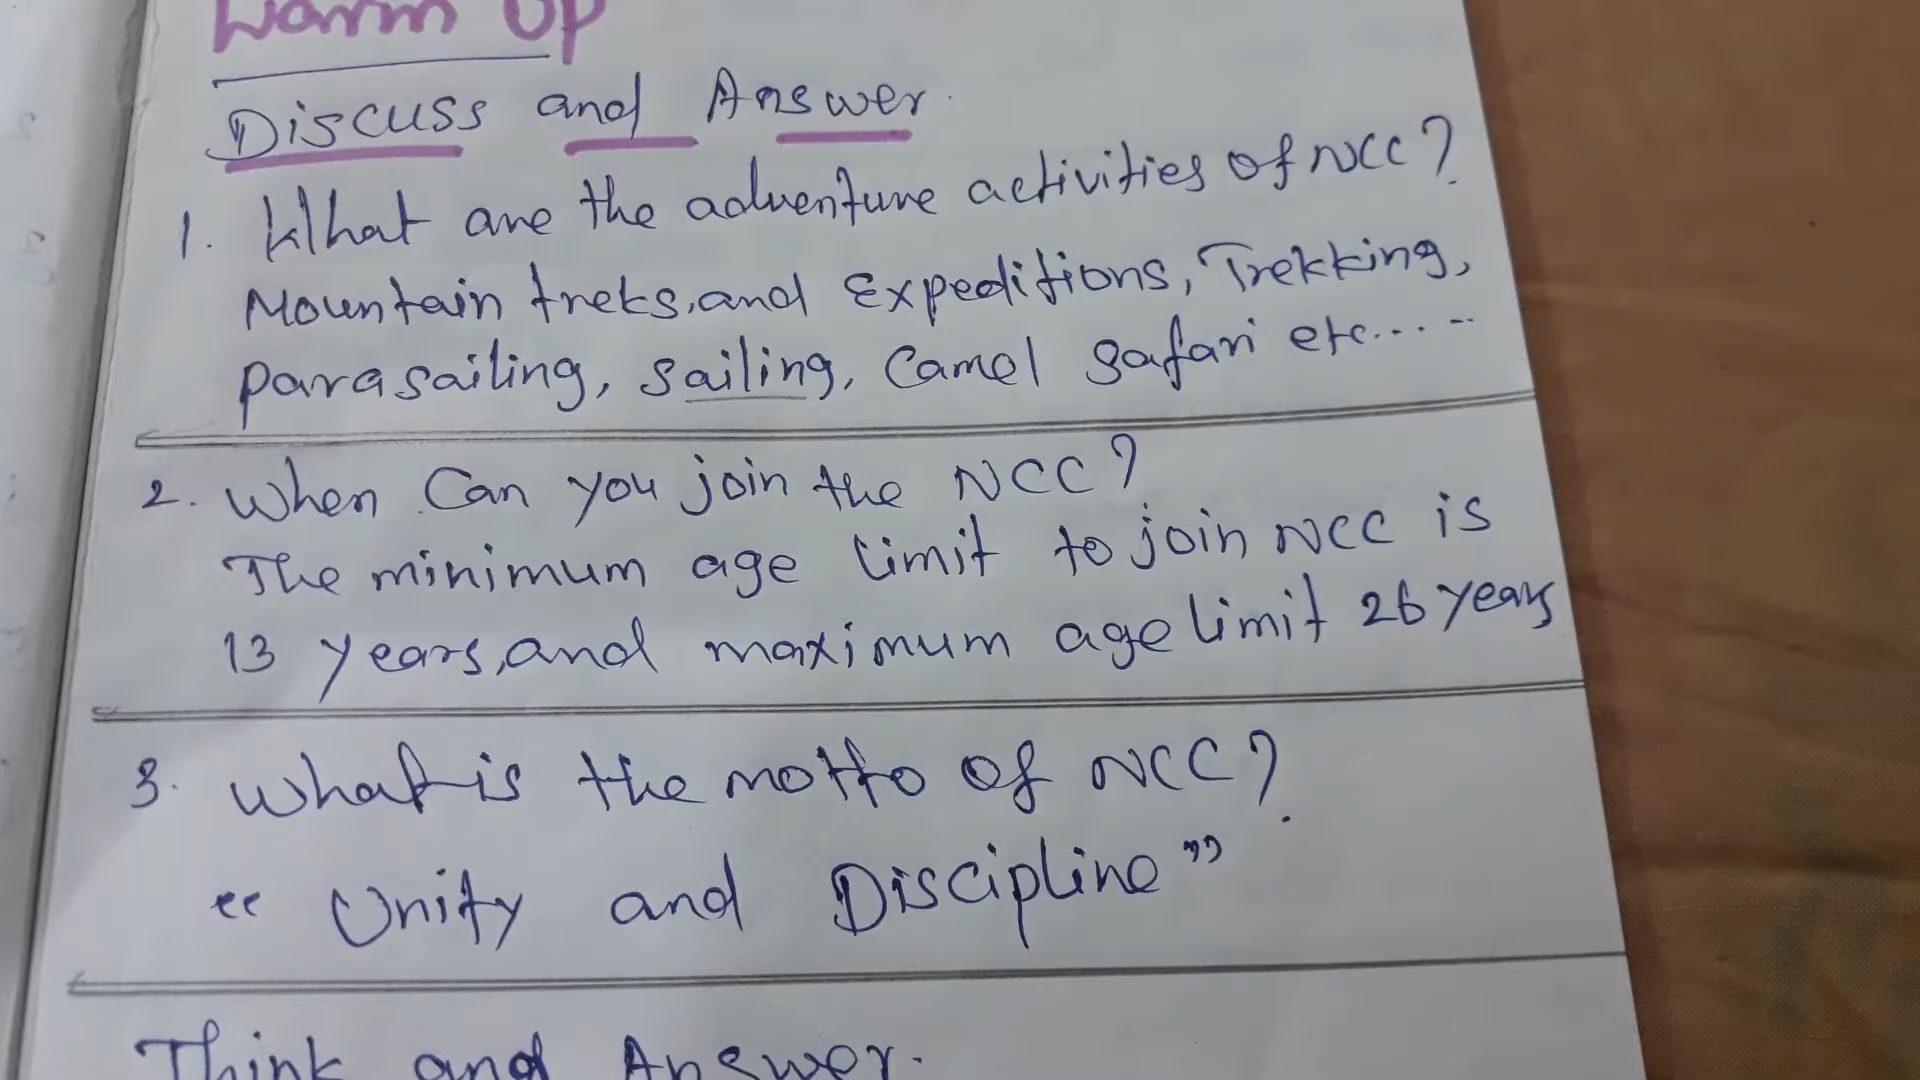 Warm Up
Discuss and Answer.
1. What are the adventure activities of NCC?
Mountain treks, and Expeditions, Trekking,
parasailing, sailing, Camel safari etc.... --
2. When Can you join the NCC?
The minimum age limit to join NCC is
13 years, and maximum age limit 26 years
3. What is the motto of NCC?
“ Unity and Discipline ”
Think and Answer.